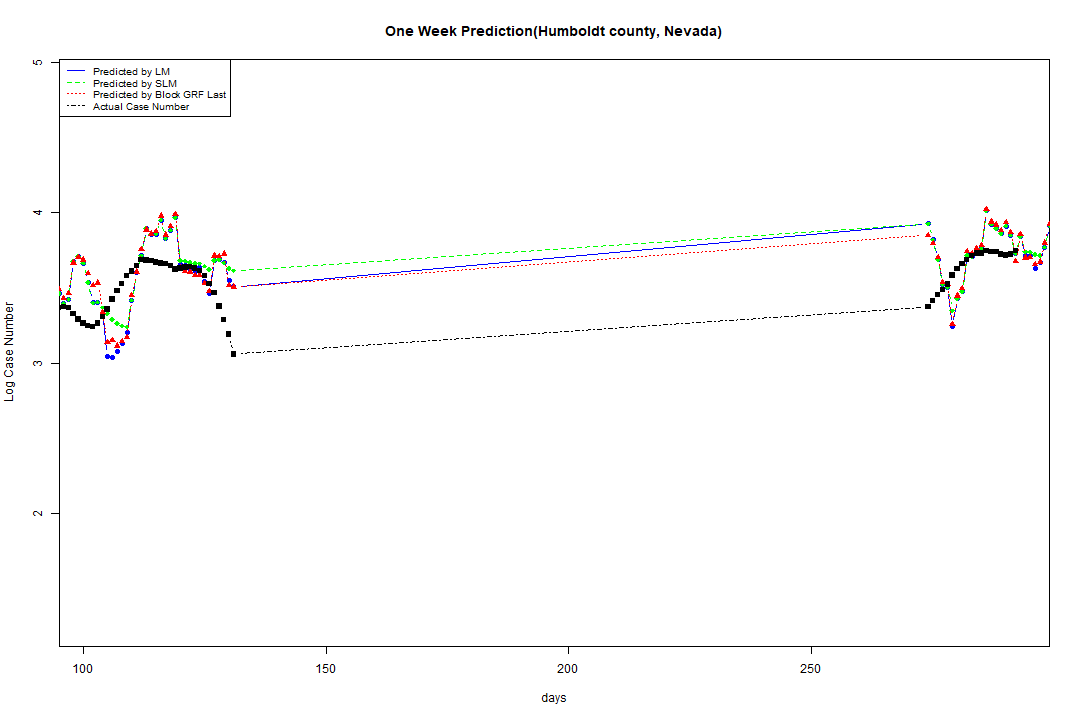 One Week Prediction(Humboldt county, Nevada)
Predicted by LM
Predicted by SLM
Predicted by Block GRF Last
Actual Case Number
Log Case Number
5
4
3
2
100 150 200 250
days